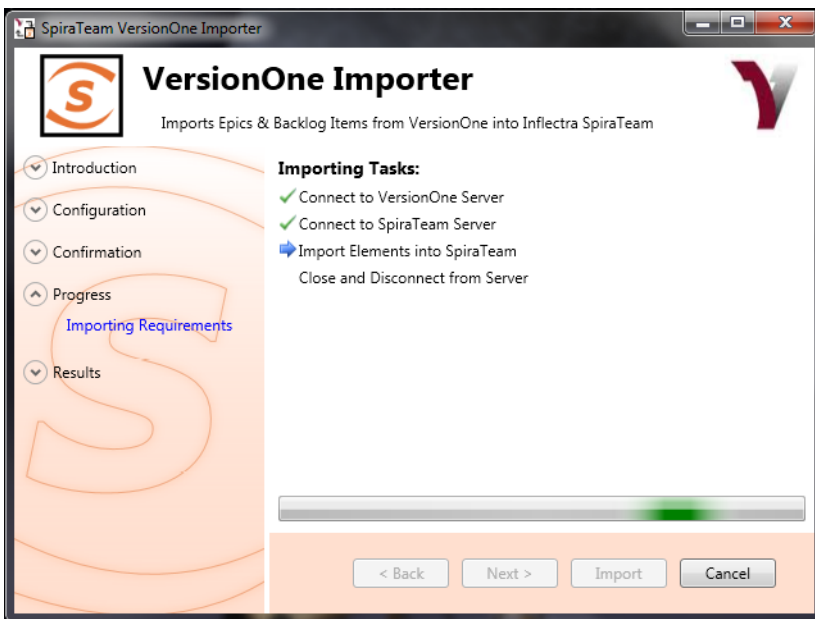 SpiraTeam VersionOne Importer
VersionOne Importer
Imports Epics & Backlog Items from VersionOne into Inflectra SpiraTeam
Introduction
Configuration
Confirmation
Progress
Importing Requirements
Results
Importing Tasks:
Connect to VersionOne Server
Connect to SpiraTeam Server
Import Elements into SpiraTeam
Close and Disconnect from Server
< Back Next > Import Cancel